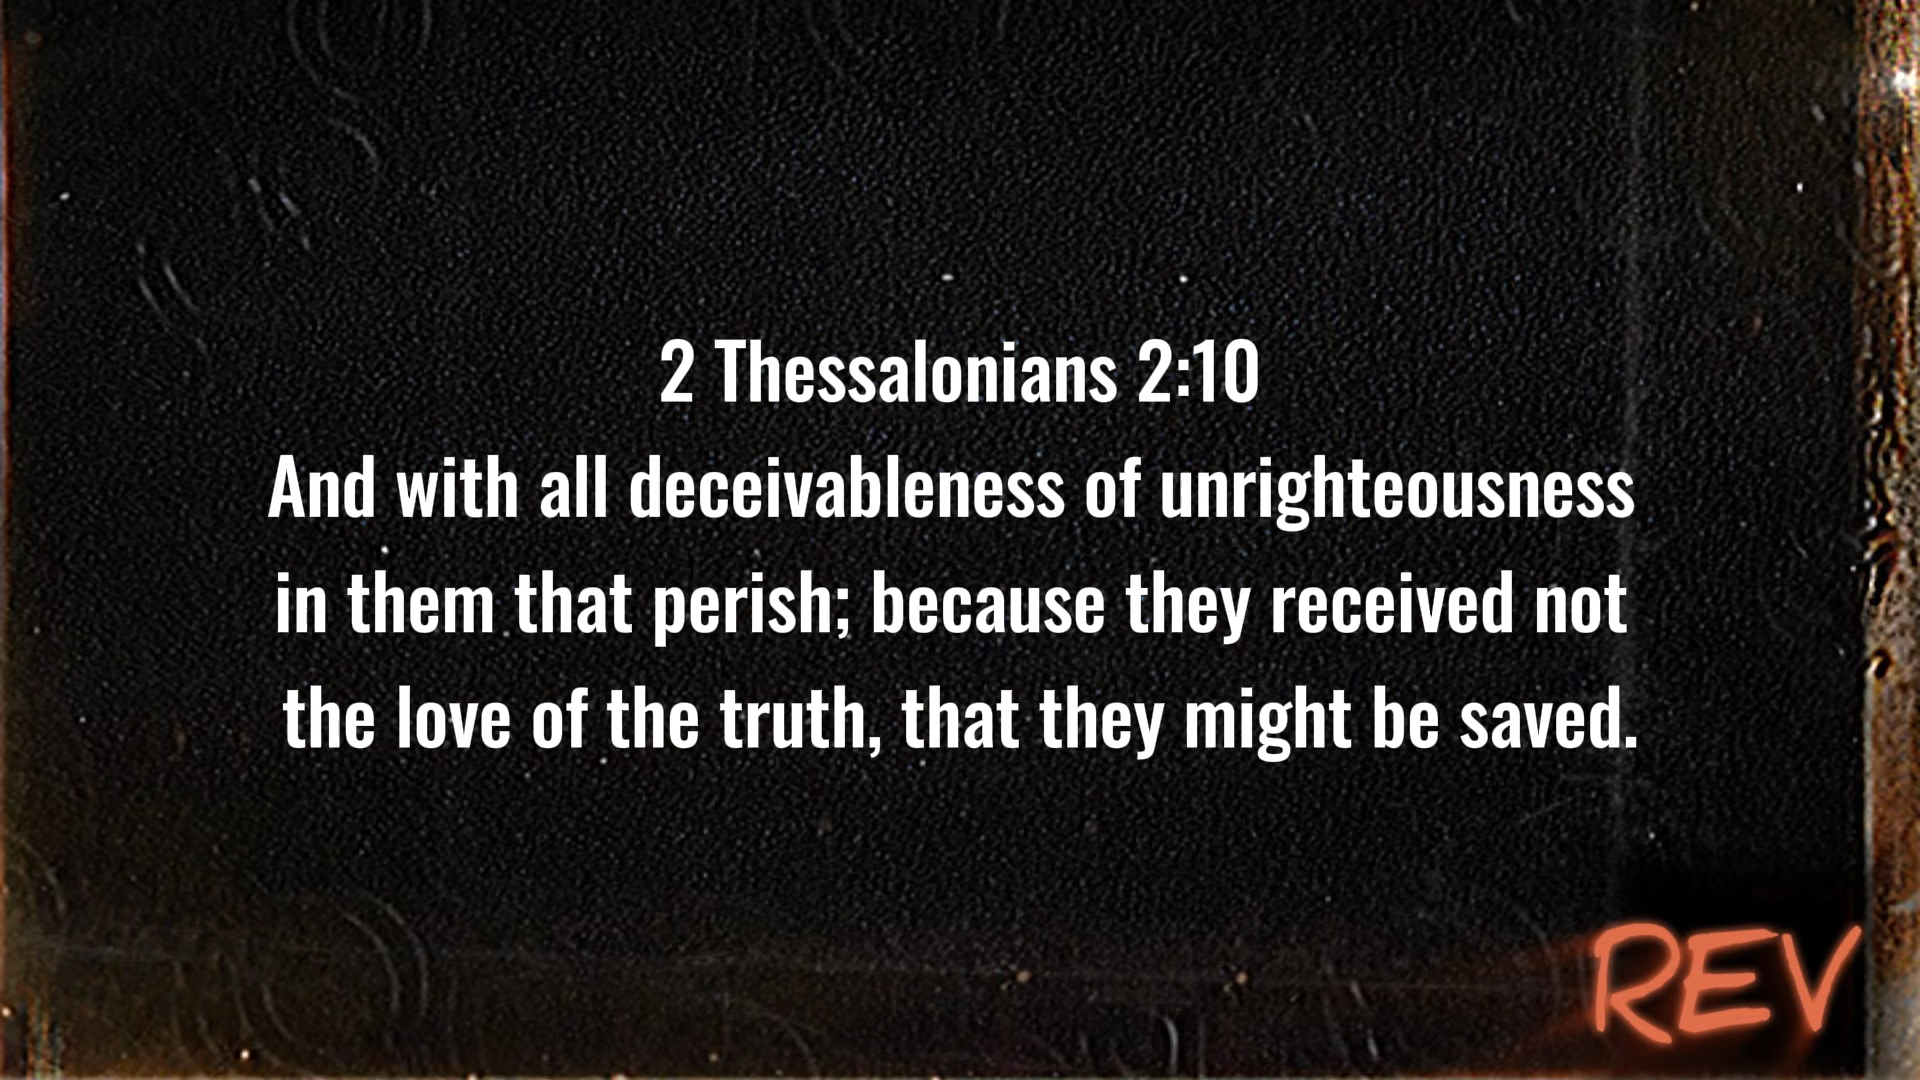 2 Thessalonians 2:10
And with all deceivableness of unrighteousness
in them that perish; because they received not
the love of the truth, that they might be saved.
REV